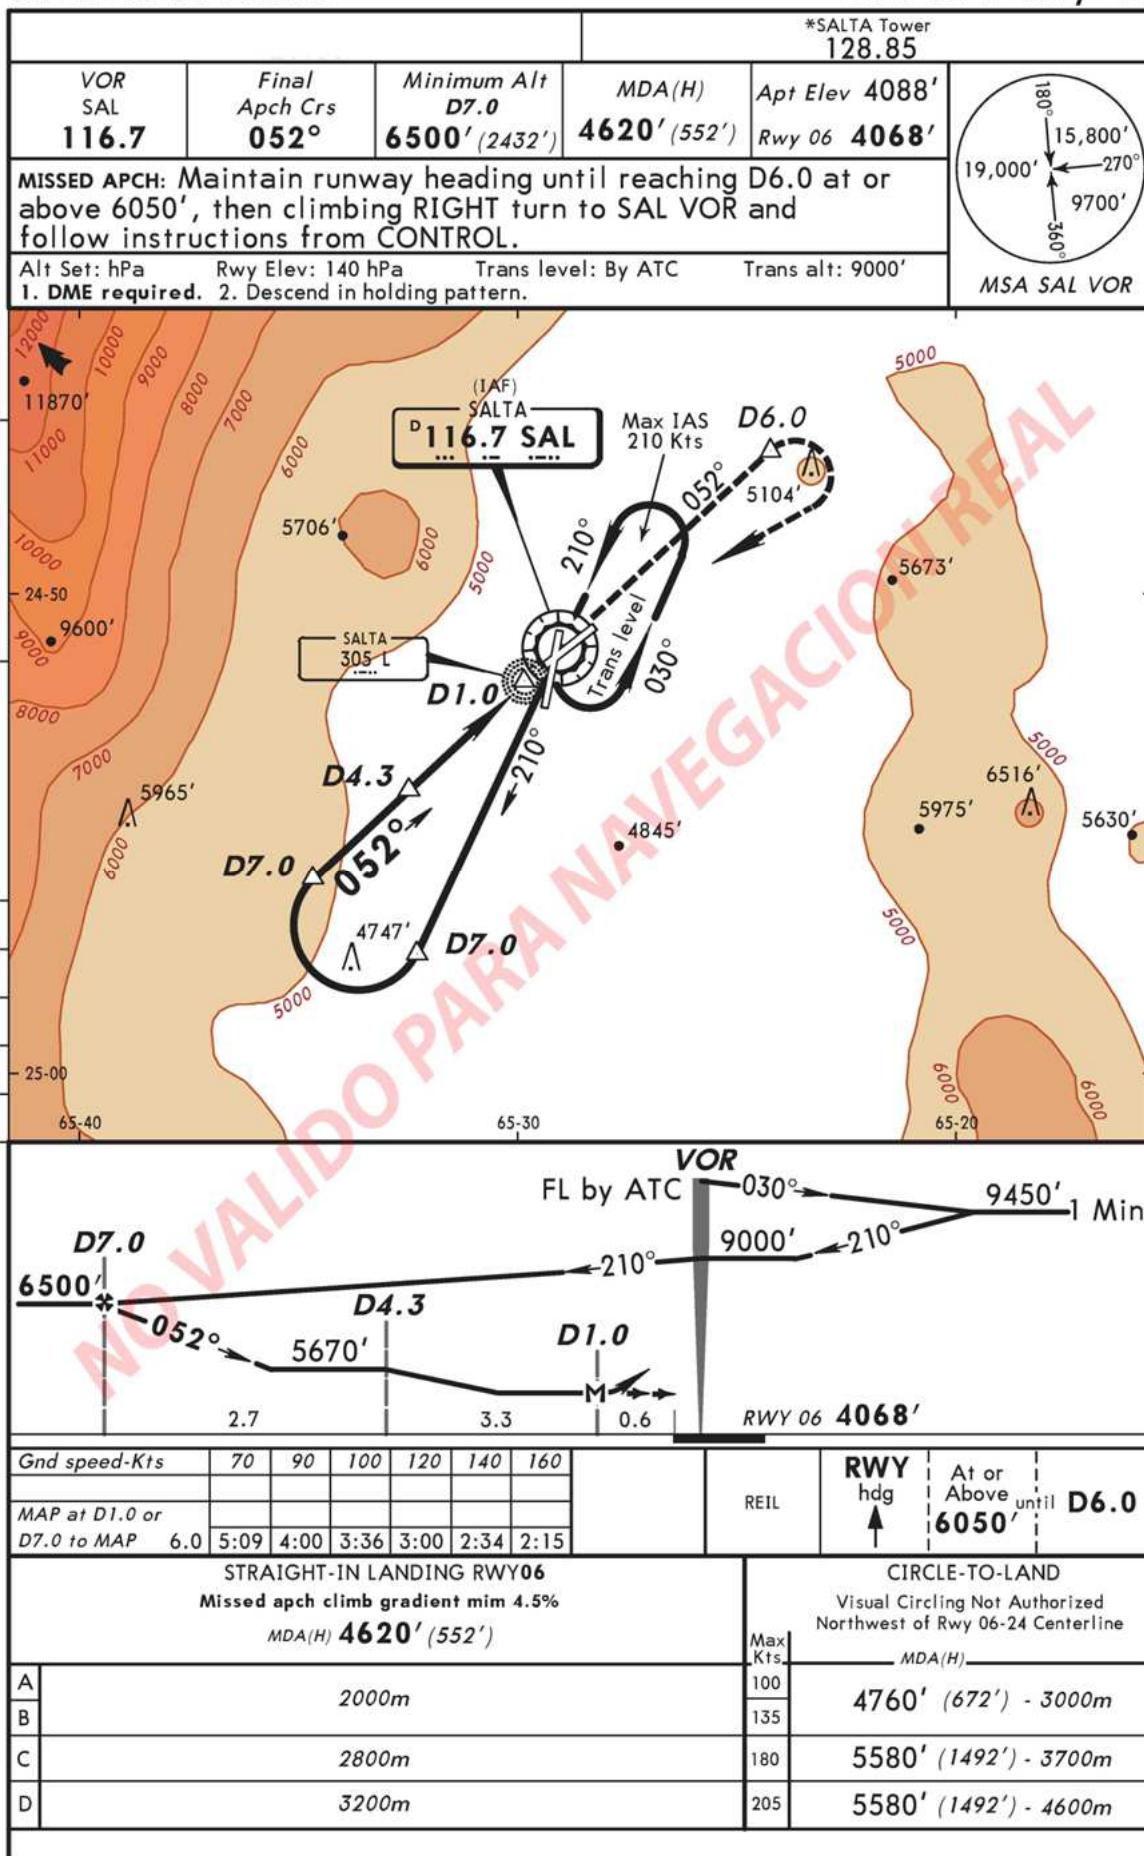 *SALTA Tower
128.85
VOR
SAL
116.7
Final
Apch Crs
052°
Minimum Alt
D7.0
6500' (2432')
MDA(H)
4620' (552')
Apt Elev 4088'
Rwy 06 4068'
180°
15,800'
270°
19,000'
9700'
360°
MSA SAL VOR
MISSED APCH: Maintain runway heading until reaching D6.0 at or
above 6050', then climbing RIGHT turn to SAL VOR and
follow instructions from CONTROL.
Alt Set: hPa Rwy Elev: 140 hPa Trans level: By ATC Trans alt: 9000'
1. DME required. 2. Descend in holding pattern.
12000
10000
9000
8000
7000
11870'
11000
6000
(IAF)
SALTA
D 116.7 SAL
Max IAS
210 Kts
D6.0
5000
052°
5104'
5706'
6000
5000
210°
5673'
10000
24-50
9600'
9000
8000
7000
SALTA
305 L
D1.0
Trans level
030°
210°
5000
6516'
5965'
D4.3
5975'
5630'
4845'
6000
052°
D7.0
4747'
D7.0
5000
5000
25-00
6000
6000
65-40
65-30
65-20
NO VALIDO PARA NAVEGACION REAL
VOR
FL by ATC
030°
9450'
1 Min
9000'
210°
D7.0
210°
6500'
D4.3
052°
5670'
D1.0
M
2.7
3.3
0.6
RWY 06 4068'
Gnd speed-Kts 70 90 100 120 140 160
MAP at D1.0 or
D7.0 to MAP 6.0 5:09 4:00 3:36 3:00 2:34 2:15
REIL
RWY
hdg
At or
Above
6050'
until
D6.0
STRAIGHT-IN LANDING RWY06
Missed apch climb gradient mim 4.5%
MDA(H) 4620' (552')
CIRCLE-TO-LAND
Visual Circling Not Authorized
Northwest of Rwy 06-24 Centerline
Max
Kts
MDA(H)
A
B
2000m
100
135
4760' (672') - 3000m
C 2800m 180 5580' (1492') - 3700m
D 3200m 205 5580' (1492') - 4600m